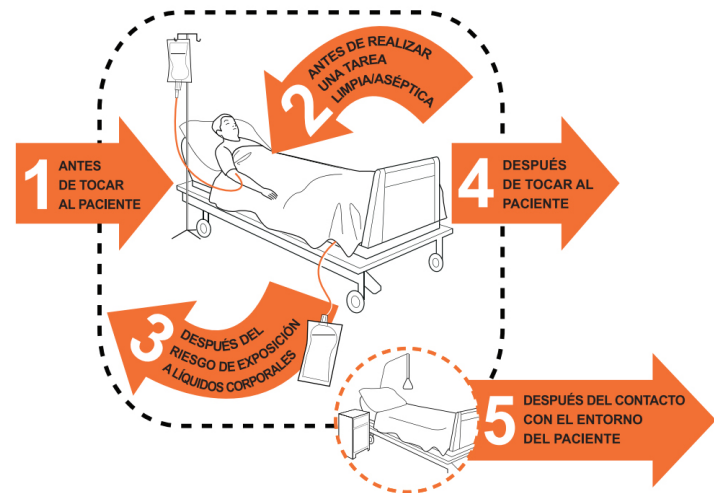 1
ANTES
DE TOCAR
AL PACIENTE
2
ANTES DE REALIZAR
UNA TAREA
LIMPIA/ASÉPTICA
3
DESPUÉS DEL
RIESGO DE EXPOSICIÓN
A LÍQUIDOS CORPORALES
4
DESPUÉS
DE TOCAR AL
PACIENTE
5
DESPUÉS DEL CONTACTO
CON EL ENTORNO
DEL PACIENTE